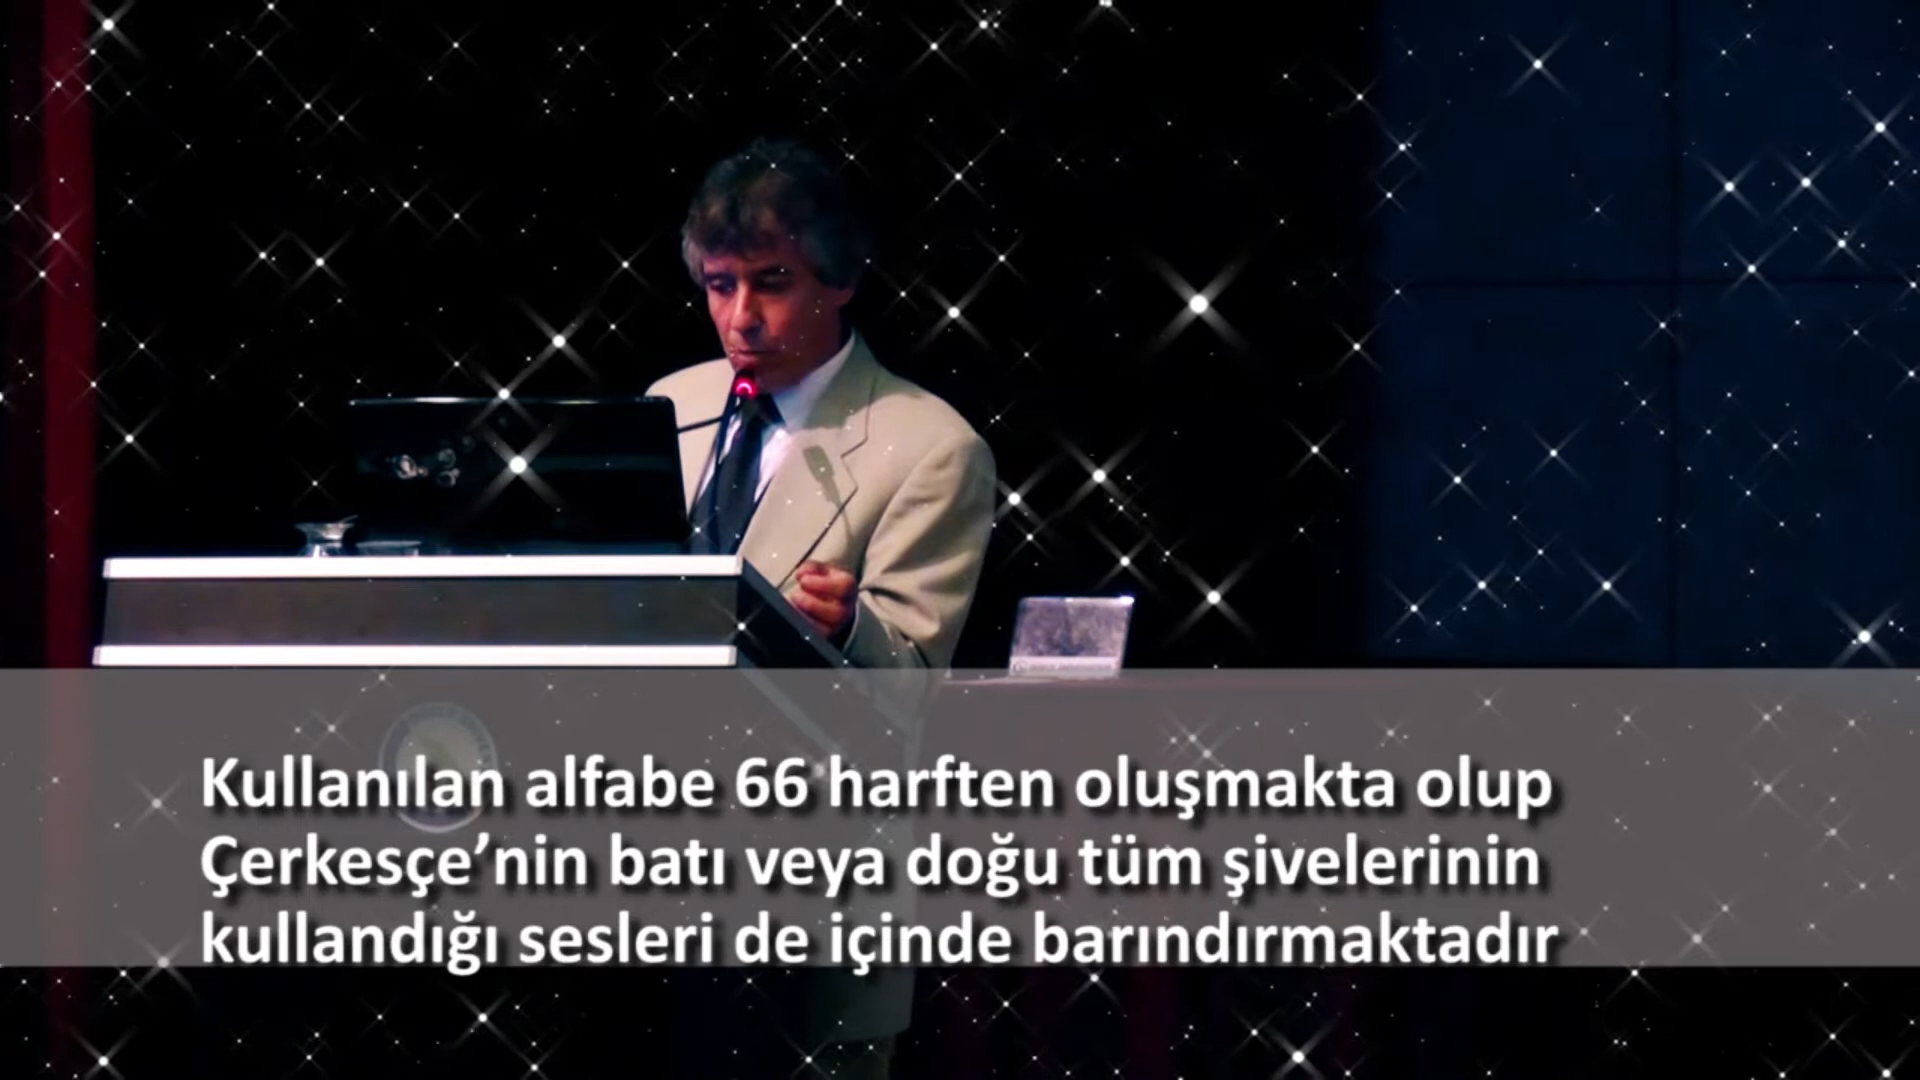 Kullanılan alfabe 66 harften oluşmakta olup
Çerkesçe’nin batı veya doğu tüm şivelerinin
kullandığı sesleri de içinde barındırmaktadır